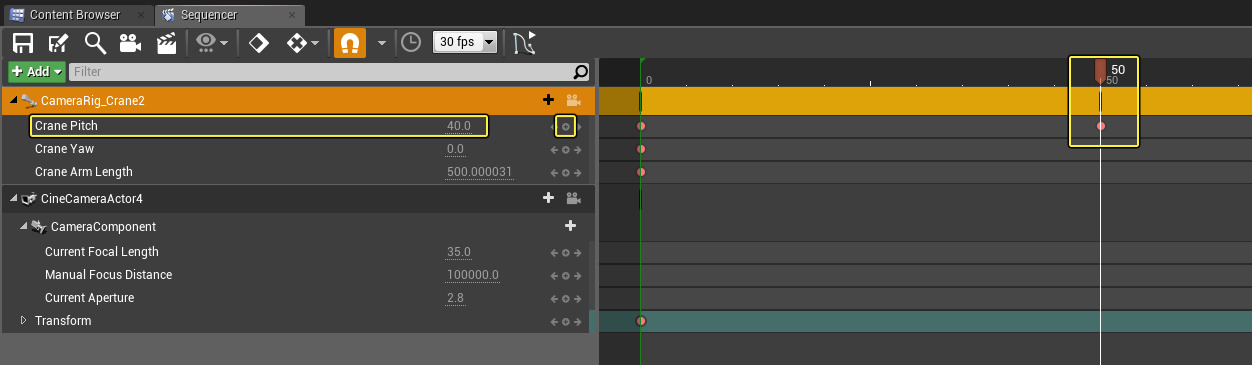 Content Browser Sequencer
30 fps
+ Add Filter
0 50 50
CameraRig_Crane2
Crane Pitch 40.0
Crane Yaw 0.0
Crane Arm Length 500.000031
CineCameraActor4
CameraComponent
Current Focal Length 35.0
Manual Focus Distance 100000.0
Current Aperture 2.8
Transform